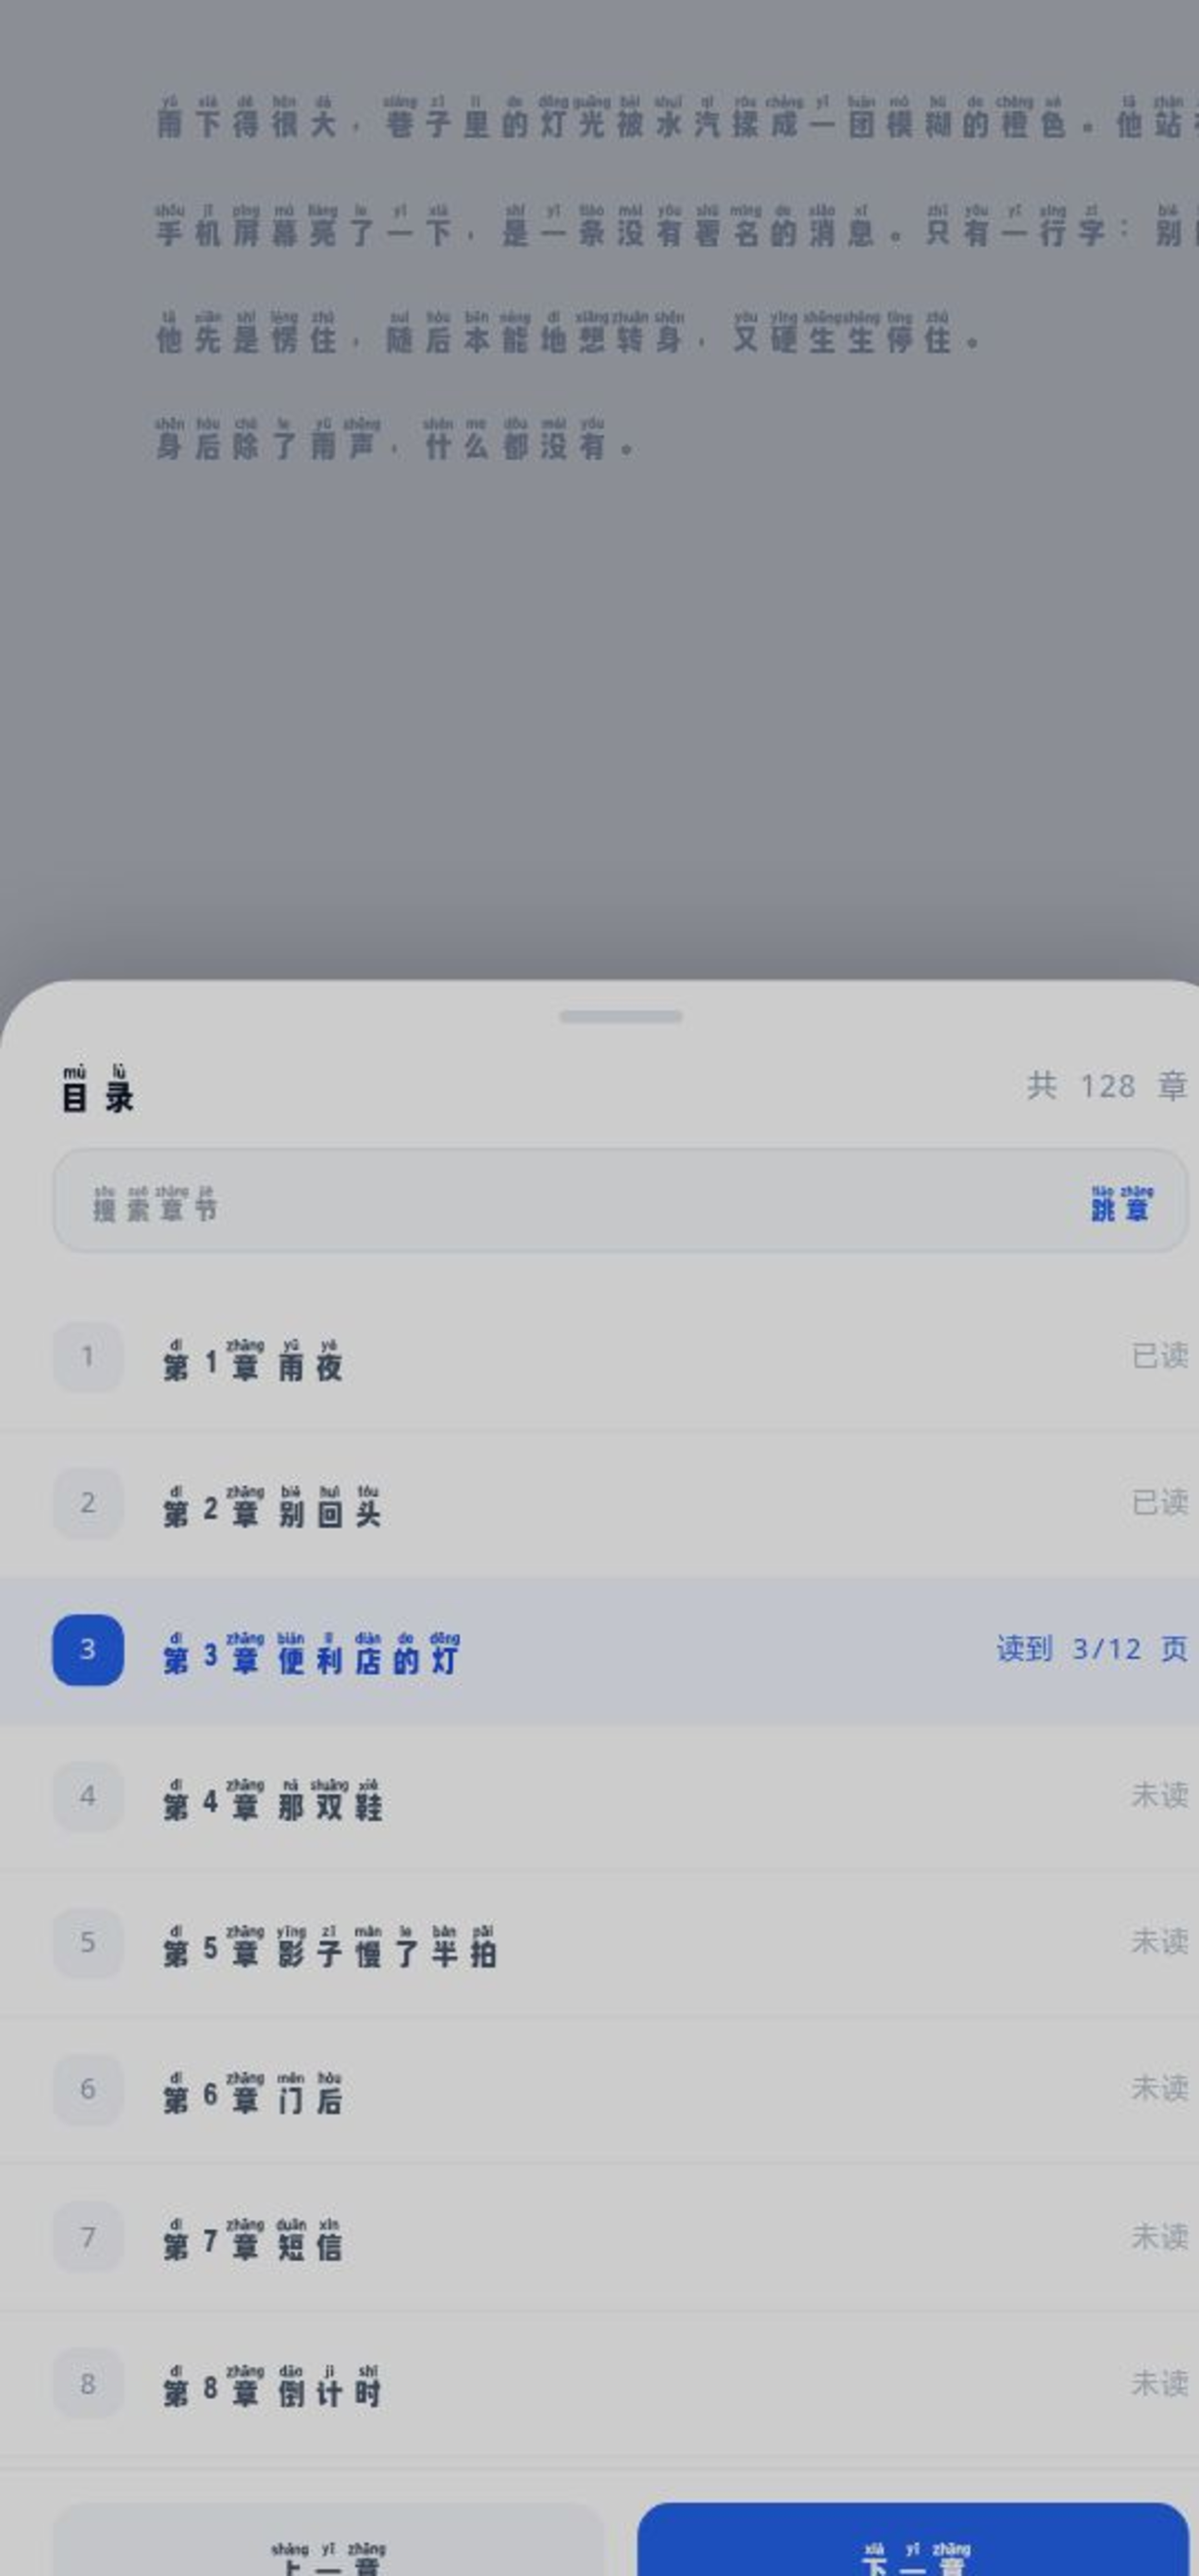 雨下得很大，巷子里的灯光被水汽揉成一团模糊的橙色。他站
手机屏幕亮了一下，是一条没有署名的消息。只有一行字：别
他先是愣住，随后本能地想转身，又硬生生停住。
身后除了雨声，什么都没有。
目录
共 128 章
搜索章节
跳章
1 第1章 雨夜 已读
2 第2章 别回头 已读
3 第3章 便利店的灯 读到 3/12 页
4 第4章 那双鞋 未读
5 第5章 影子慢了半拍 未读
6 第6章 门后 未读
7 第7章 短信 未读
8 第8章 倒计时 未读
上一章
下一章